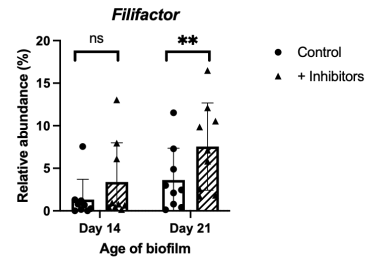 Filifactor
ns
**
Control
+ Inhibitors
Relative abundance (%)
20
15
10
5
0
Day 14
Day 21
Age of biofilm